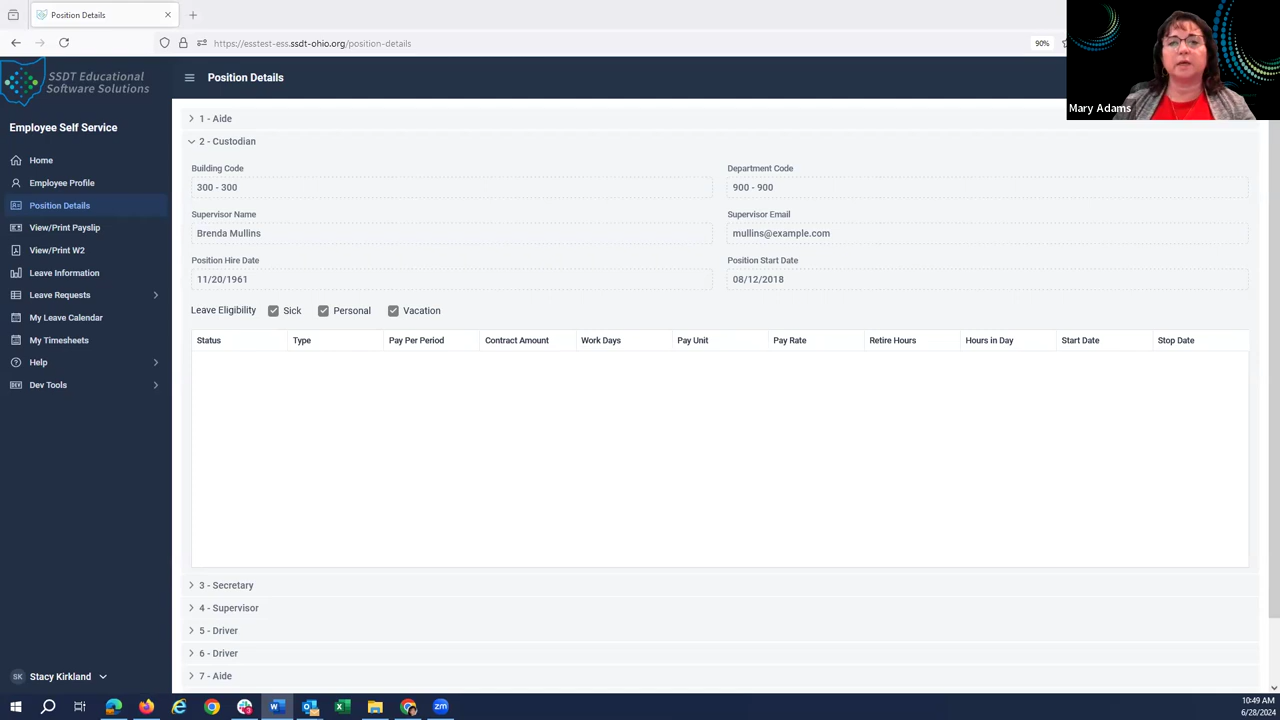 Position Details
https://esstest-ess.ssdt-ohio.org/position-details
90%
SSDT Educational
Software Solutions
Position Details
Mary Adams
Employee Self Service
Home
Employee Profile
Position Details
View/Print Payslip
View/Print W2
Leave Information
Leave Requests
My Leave Calendar
My Timesheets
Help
Dev Tools
SK Stacy Kirkland
1 - Aide
2 - Custodian
Building Code Department Code
300 - 300 900 - 900
Supervisor Name Supervisor Email
Brenda Mullins mullins@example.com
Position Hire Date Position Start Date
11/20/1961 08/12/2018
Leave Eligibility Sick Personal Vacation
Status Type Pay Per Period Contract Amount Work Days Pay Unit Pay Rate Retire Hours Hours in Day Start Date Stop Date
3 - Secretary
4 - Supervisor
5 - Driver
6 - Driver
7 - Aide
10:49 AM
6/28/2024